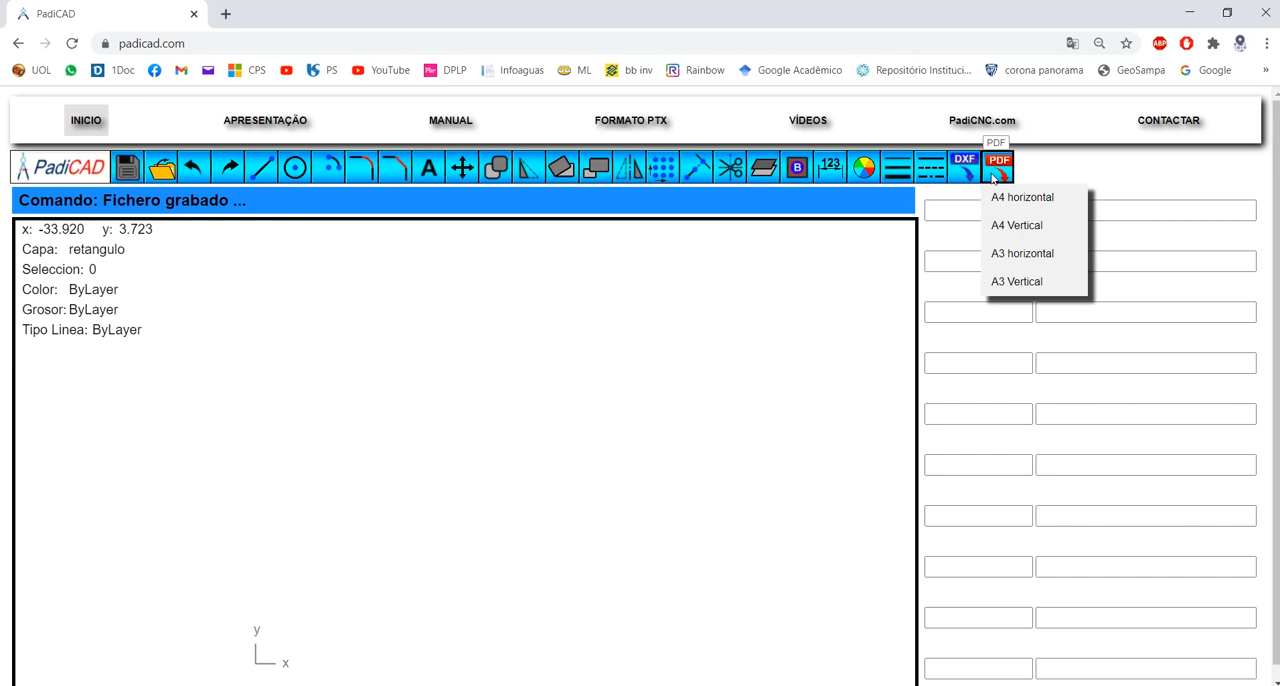 PadiCAD
padicad.com
ABP
UOL
1Doc
CPS
PS
YouTube
DPLP
Infoaguas
ML
bb inv
Rainbow
Google Acadêmico
Repositório Instituci...
corona panorama
GeoSampa
Google
»
INICIO
APRESENTAÇÃO
MANUAL
FORMATO PTX
VÍDEOS
PadiCNC.com
CONTACTAR
PDF
PadiCAD
A
B
123
DXF
PDF
Comando: Fichero grabado ...
x: -33.920 y: 3.723
Capa: retangulo
Seleccion: 0
Color: ByLayer
Grosor: ByLayer
Tipo Linea: ByLayer
A4 horizontal
A4 Vertical
A3 horizontal
A3 Vertical
y
x